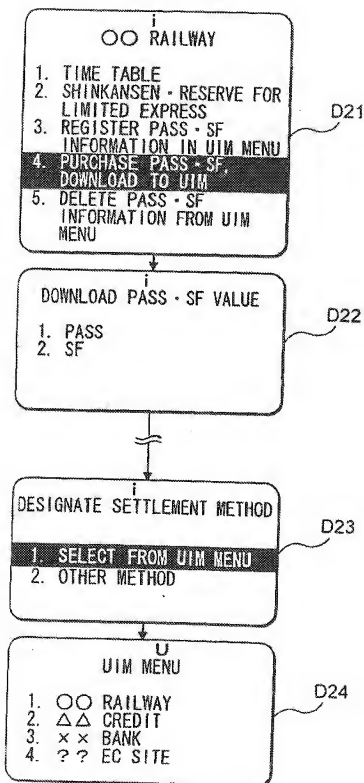 i
○○ RAILWAY
1. TIME TABLE
2. SHINKANSEN・RESERVE FOR
LIMITED EXPRESS
3. REGISTER PASS・SF
INFORMATION IN UIM MENU
4. PURCHASE PASS・SF,
DOWNLOAD TO UIM
5. DELETE PASS・SF
INFORMATION FROM UIM
MENU
D21
i
DOWNLOAD PASS・SF VALUE
1. PASS
2. SF
D22
i
DESIGNATE SETTLEMENT METHOD
1. SELECT FROM UIM MENU
2. OTHER METHOD
D23
U
UIM MENU
1. ○○ RAILWAY
2. △△ CREDIT
3. ×× BANK
4. ?? EC SITE
D24